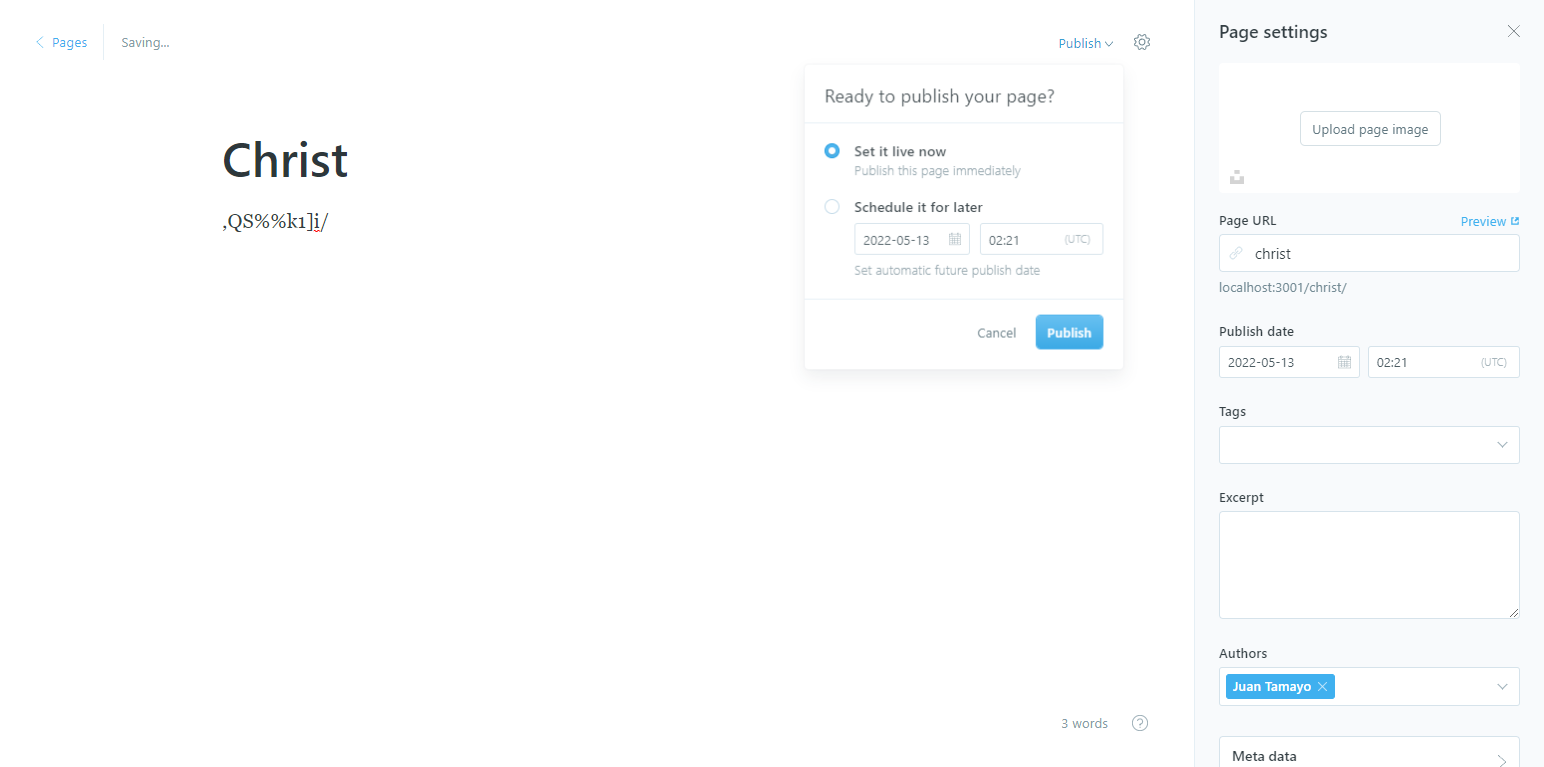 Pages
Saving...
Publish
Ready to publish your page?
Set it live now
Publish this page immediately
Schedule it for later
2022-05-13
02:21
(UTC)
Set automatic future publish date
Cancel
Publish
Christ
,QS%%k1]i/
3 words
Page settings
Upload page image
Page URL
Preview
christ
localhost:3001/christ/
Publish date
2022-05-13
02:21
(UTC)
Tags
Excerpt
Authors
Juan Tamayo
Meta data